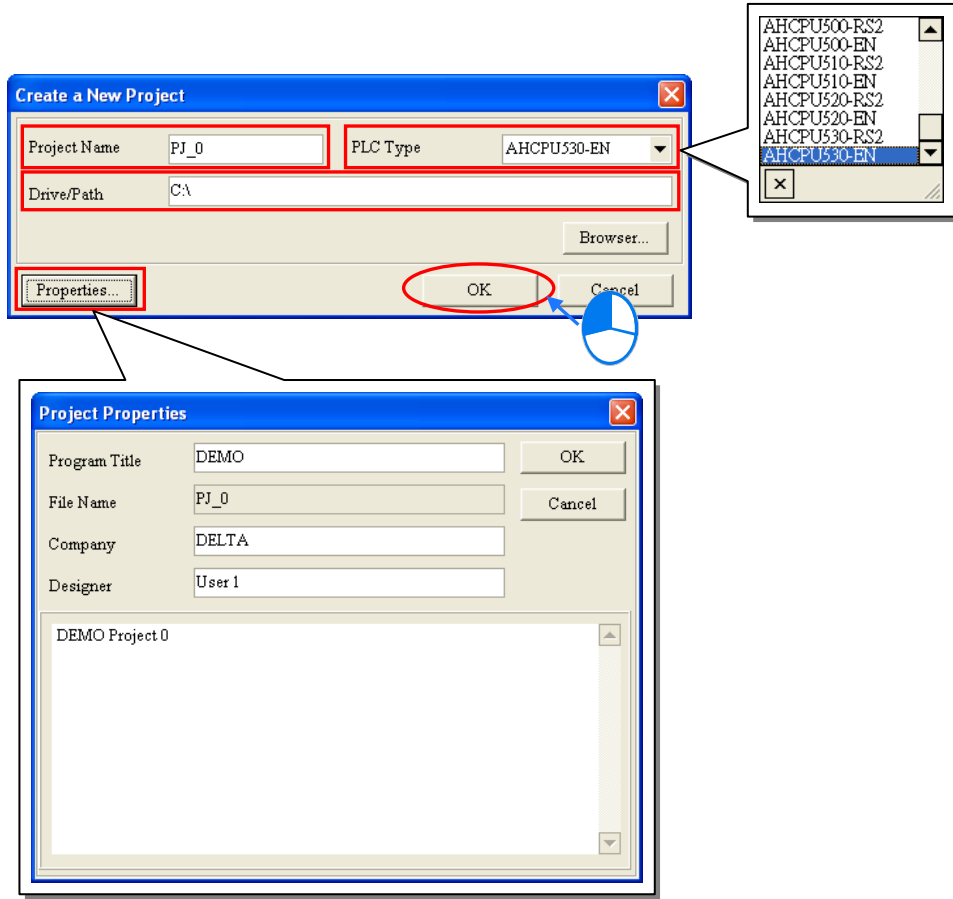 AHCPU500-RS2
AHCPU500-EN
AHCPU510-RS2
AHCPU510-EN
AHCPU520-RS2
AHCPU520-EN
AHCPU530-RS2
AHCPU530-EN
Create a New Project
Project Name PJ_0 PLC Type AHCPU530-EN
Drive/Path C:\
Browser...
Properties... OK Cancel
Project Properties
Program Title DEMO OK
File Name PJ_0 Cancel
Company DELTA
Designer User 1
DEMO Project 0